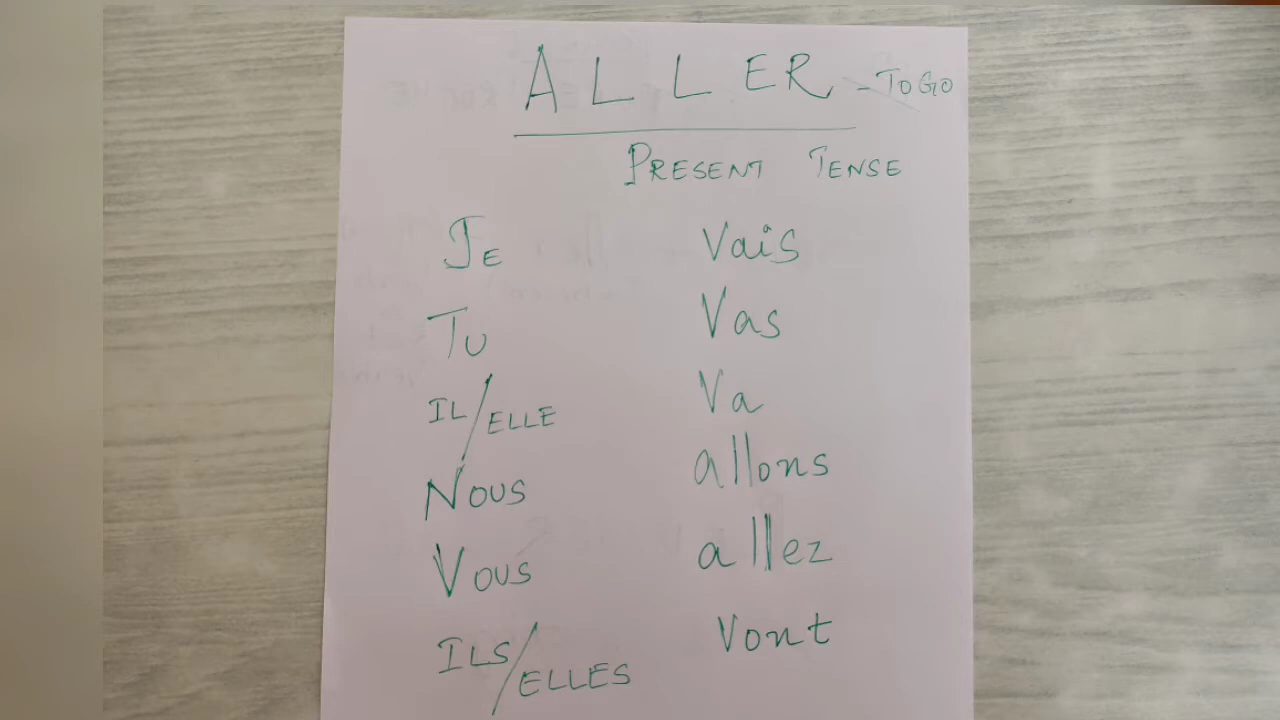 ALLER - TO GO
PRESENT TENSE
JE Vais
TU Vas
IL/ELLE Va
NOUS allons
VOUS allez
ILS/ELLES Vont